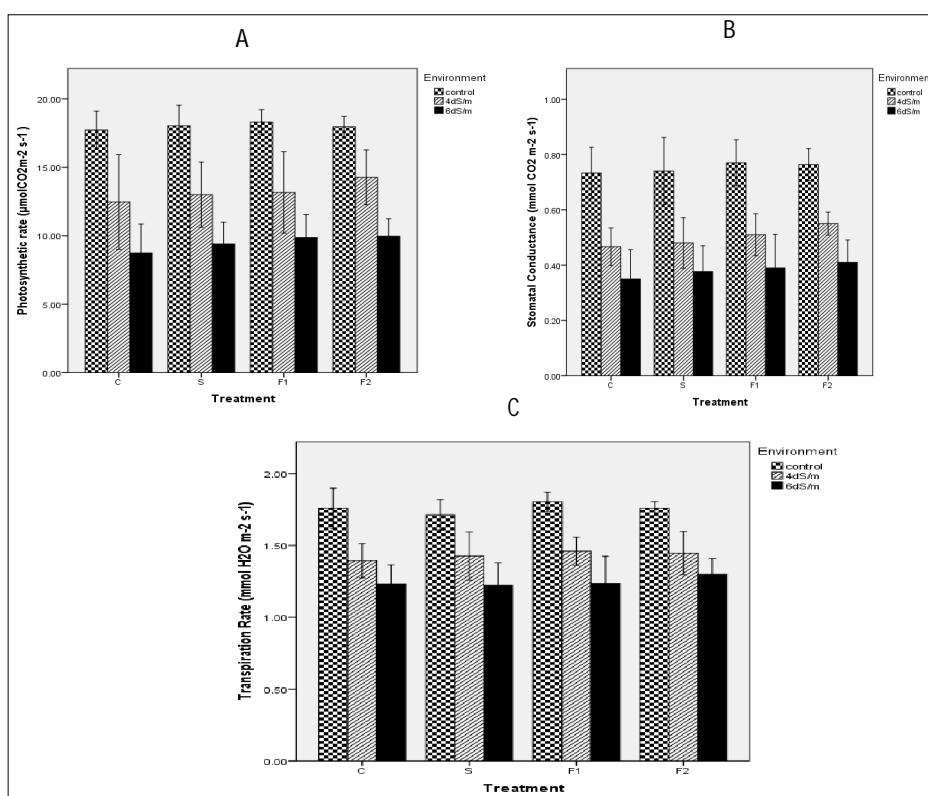 A
Environment
control
4dS/m
6dS/m
Photosynthetic rate (µmolCO2m-2 s-1)
20.00
15.00
10.00
5.00
0.00
C S F1 F2
Treatment
B
Environment
control
4dS/m
6dS/m
Stomatal Conductance (mmol CO2 m-2 s-1)
1.00
0.80
0.60
0.40
0.20
0.00
C S F1 F2
Treatment
C
Environment
control
4dS/m
6dS/m
Transpiration Rate (mmol H2O m-2 s-1)
2.00
1.50
1.00
0.50
0.00
C S F1 F2
Treatment